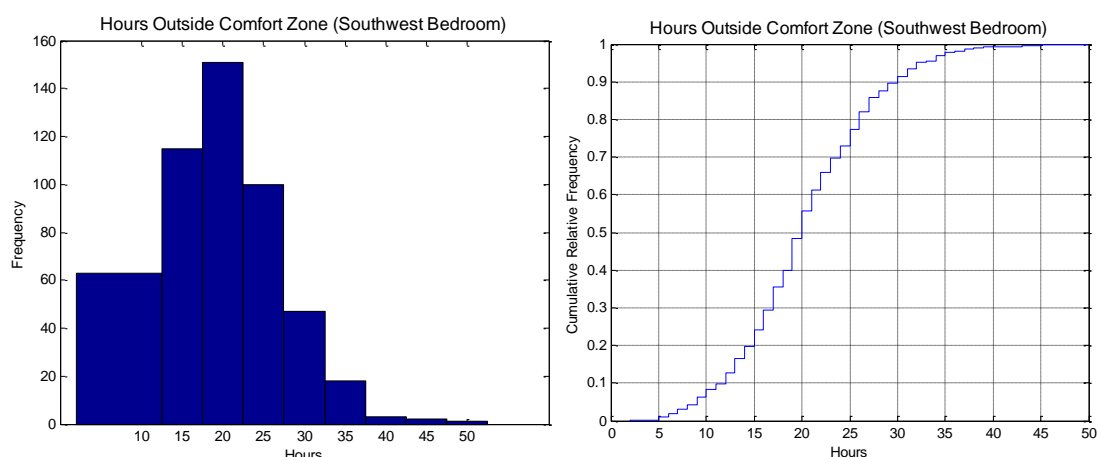 Hours Outside Comfort Zone (Southwest Bedroom)
160
140
120
100
80
60
40
20
0
Frequency
10 15 20 25 30 35 40 45 50
Hours
Hours Outside Comfort Zone (Southwest Bedroom)
1
0.9
0.8
0.7
0.6
0.5
0.4
0.3
0.2
0.1
0
Cumulative Relative Frequency
0 5 10 15 20 25 30 35 40 45 50
Hours